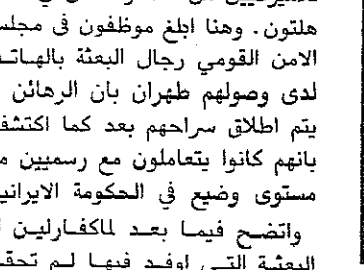 هلتون. وهنا ابلغ موظفون في مجلس
الامن القومي رجال البعثة بالهاتف
لدى وصولهم طهران بان الرهائن
يتم اطلاق سراحهم بعد كما اكتشف
بانهم كانوا يتعاملون مع رسميين
مستوى وضيع في الحكومة الايرانية
واتضح فيما بعد لماكفارلين
البعثة التي اوفد فيها لم تحقق